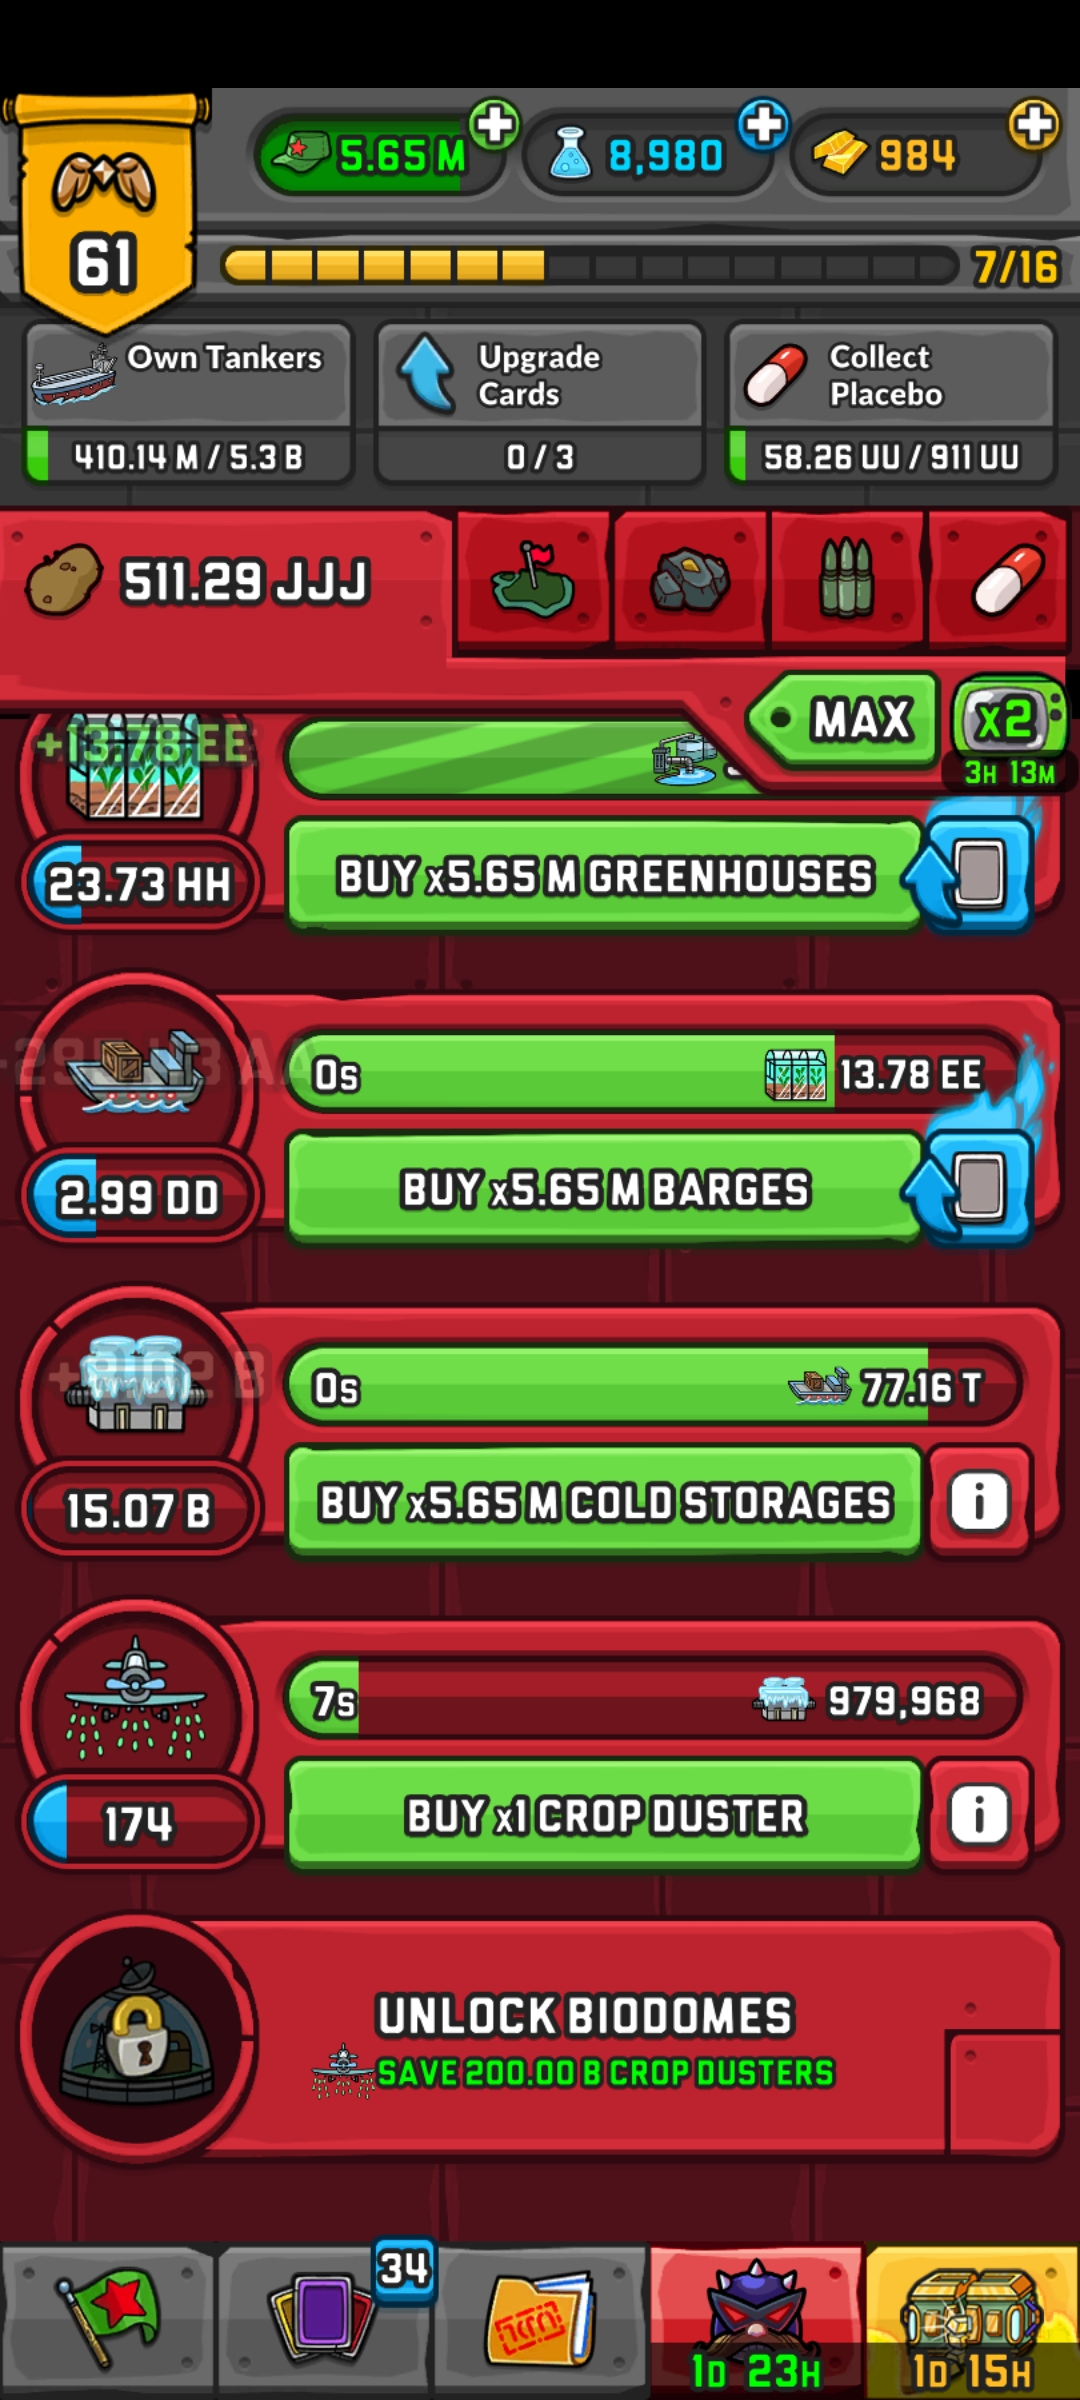 5.65 M
8,980
984
61
7/16
Own Tankers
410.14 M / 5.3 B
Upgrade
Cards
0 / 3
Collect
Placebo
58.26 UU / 911 UU
511.29 JJJ
MAX
x2
3H 13M
+13.78 EE
23.73 HH
BUY x5.65 M GREENHOUSES
0s
13.78 EE
2.99 DD
BUY x5.65 M BARGES
0s
77.16 T
15.07 B
BUY x5.65 M COLD STORAGES
i
7s
979,968
174
BUY x1 CROP DUSTER
i
UNLOCK BIODOMES
SAVE 200.00 B CROP DUSTERS
34
1D 23H
1D 15H